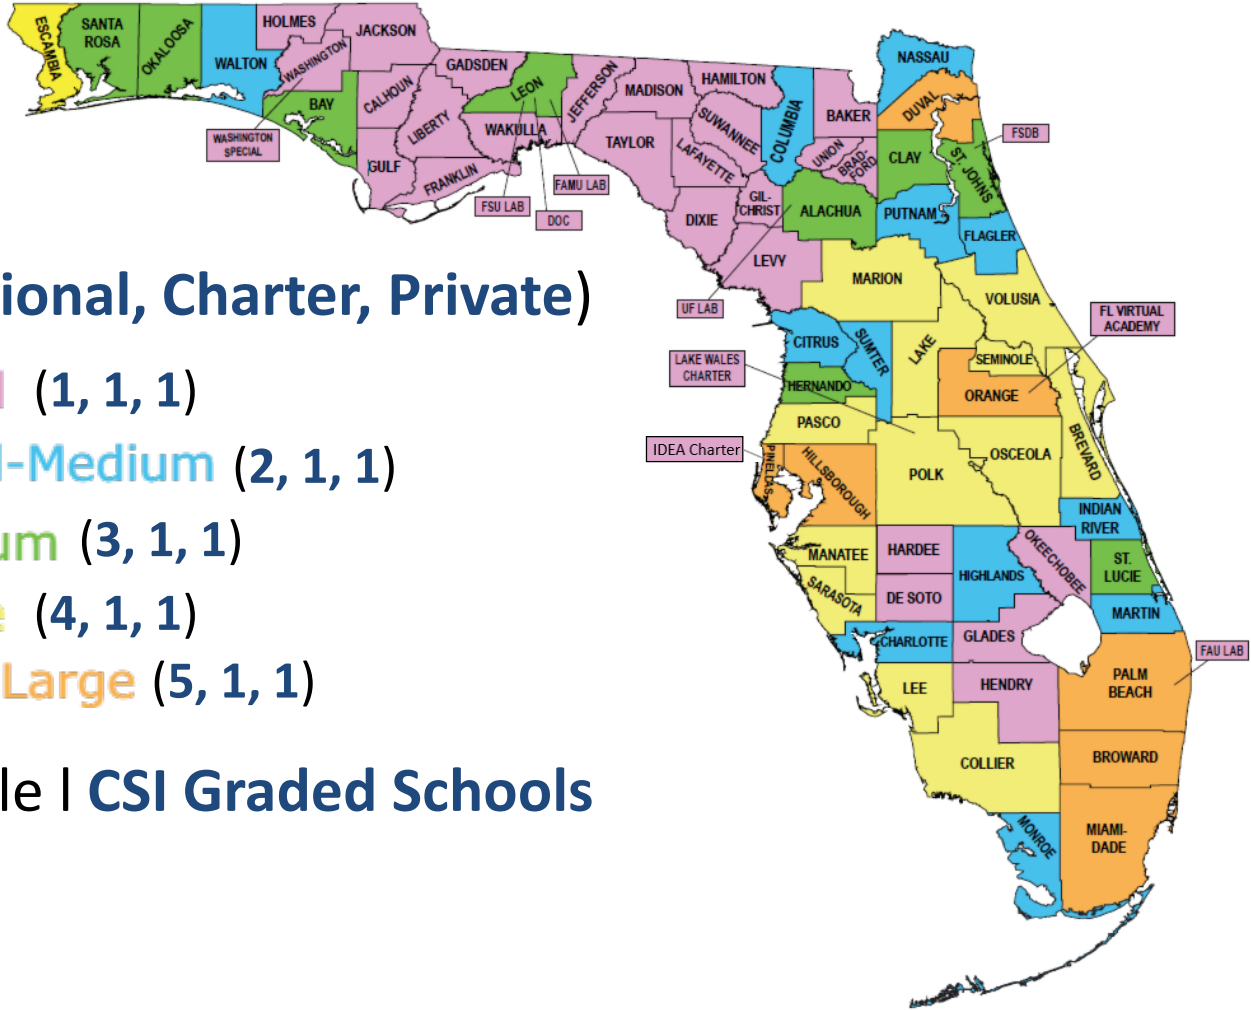 ESCAMBIA
SANTA
ROSA
OKALOOSA
WALTON
HOLMES
WASHINGTON
JACKSON
BAY
CALHOUN
GULF
LIBERTY
GADSDEN
LEON
WAKULLA
FRANKLIN
JEFFERSON
MADISON
TAYLOR
HAMILTON
SUWANNEE
LAFAYETTE
DIXIE
COLUMBIA
BAKER
UNION
BRAD-
FORD
GIL-
CHRIST
ALACHUA
LEVY
NASSAU
DUVAL
CLAY
ST. JOHNS
PUTNAM
FLAGLER
MARION
VOLUSIA
WASHINGTON
SPECIAL
FSU LAB
DOC
FAMU LAB
FSDB
UF LAB
FL VIRTUAL
ACADEMY
LAKE WALES
CHARTER
IDEA Charter
FAU LAB
CITRUS
SUMTER
LAKE
SEMINOLE
ORANGE
HERNANDO
PASCO
PINELLAS
HILLSBOROUGH
POLK
OSCEOLA
BREVARD
INDIAN
RIVER
MANATEE
HARDEE
HIGHLANDS
OKEECHOBEE
ST.
LUCIE
SARASOTA
DE SOTO
MARTIN
CHARLOTTE
GLADES
LEE
HENDRY
PALM
BEACH
COLLIER
BROWARD
MONROE
MIAMI-
DADE
ional, Charter, Private)
(1, 1, 1)
l-Medium (2, 1, 1)
um (3, 1, 1)
e (4, 1, 1)
Large (5, 1, 1)
le l CSI Graded Schools